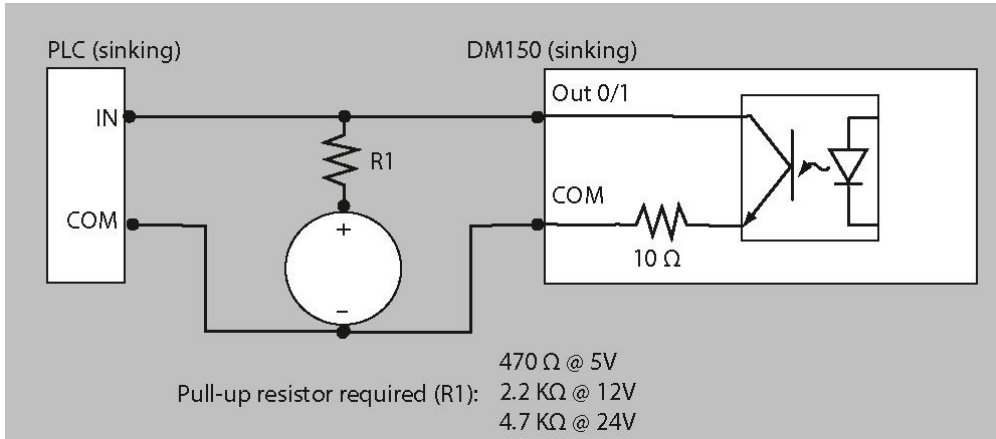 PLC (sinking)
DM150 (sinking)
IN
COM
R1
+
−
Out 0/1
COM
10 Ω
Pull-up resistor required (R1):
470 Ω @ 5V
2.2 KΩ @ 12V
4.7 KΩ @ 24V